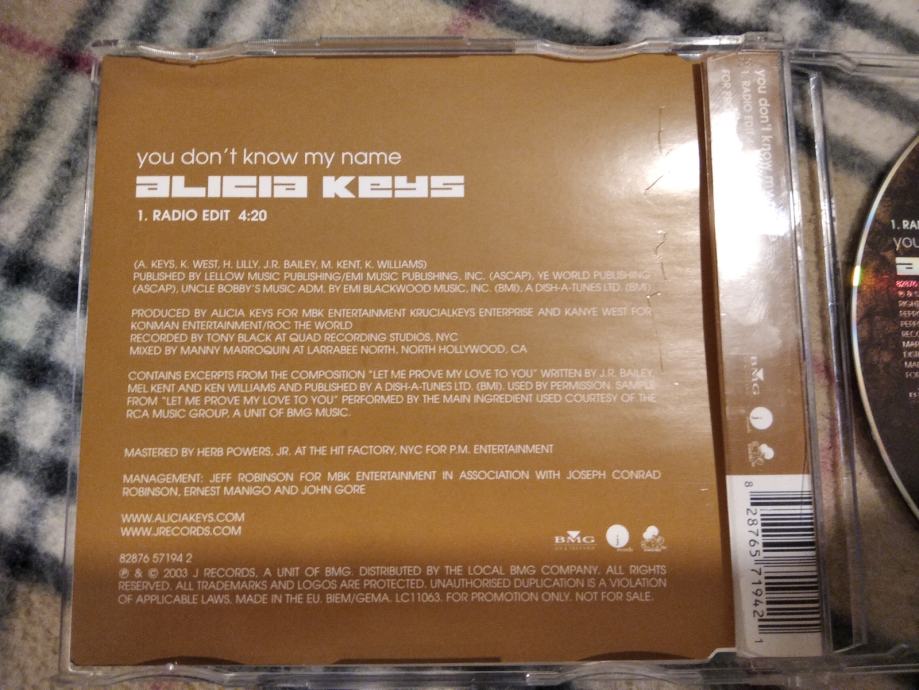 you don't know my name
alicia keys
1. RADIO EDIT 4:20
(A. KEYS, K. WEST, H. LILLY, J.R. BAILEY, M. KENT, K. WILLIAMS)
PUBLISHED BY LELLOW MUSIC PUBLISHING/EMI MUSIC PUBLISHING, INC. (ASCAP), YE WORLD PUBLISHING
(ASCAP), UNCLE BOBBY'S MUSIC ADM. BY EMI BLACKWOOD MUSIC, INC. (BMI), A DISH-A-TUNES LTD. (BMI)
PRODUCED BY ALICIA KEYS FOR MBK ENTERTAINMENT KRUCIALKEYS ENTERPRISE AND KANYE WEST FOR
KONMAN ENTERTAINMENT/ROC THE WORLD
RECORDED BY TONY BLACK AT QUAD RECORDING STUDIOS, NYC
MIXED BY MANNY MARROQUIN AT LARRABEE NORTH, NORTH HOLLYWOOD, CA
CONTAINS EXCERPTS FROM THE COMPOSITION "LET ME PROVE MY LOVE TO YOU" WRITTEN BY J.R. BAILEY,
MEL KENT AND KEN WILLIAMS AND PUBLISHED BY A DISH-A-TUNES LTD. (BMI). USED BY PERMISSION. SAMPLE
FROM "LET ME PROVE MY LOVE TO YOU" PERFORMED BY THE MAIN INGREDIENT USED COURTESY OF THE
RCA MUSIC GROUP, A UNIT OF BMG MUSIC.
MASTERED BY HERB POWERS, JR. AT THE HIT FACTORY, NYC FOR P.M. ENTERTAINMENT
MANAGEMENT: JEFF ROBINSON FOR MBK ENTERTAINMENT IN ASSOCIATION WITH JOSEPH CONRAD
ROBINSON, ERNEST MANIGO AND JOHN GORE
WWW.ALICIAKEYS.COM
WWW.JRECORDS.COM
BMG
j records
82876 57194 2
℗ & © 2003 J RECORDS, A UNIT OF BMG. DISTRIBUTED BY THE LOCAL BMG COMPANY. ALL RIGHTS
RESERVED. ALL TRADEMARKS AND LOGOS ARE PROTECTED. UNAUTHORISED DUPLICATION IS A VIOLATION
OF APPLICABLE LAWS. MADE IN THE EU. BIEM/GEMA. LC11063. FOR PROMOTION ONLY. NOT FOR SALE.
you don't know
1. RADIO EDIT
FOR
BMG
j
8 28765 71942 1
1. RA
you
82876